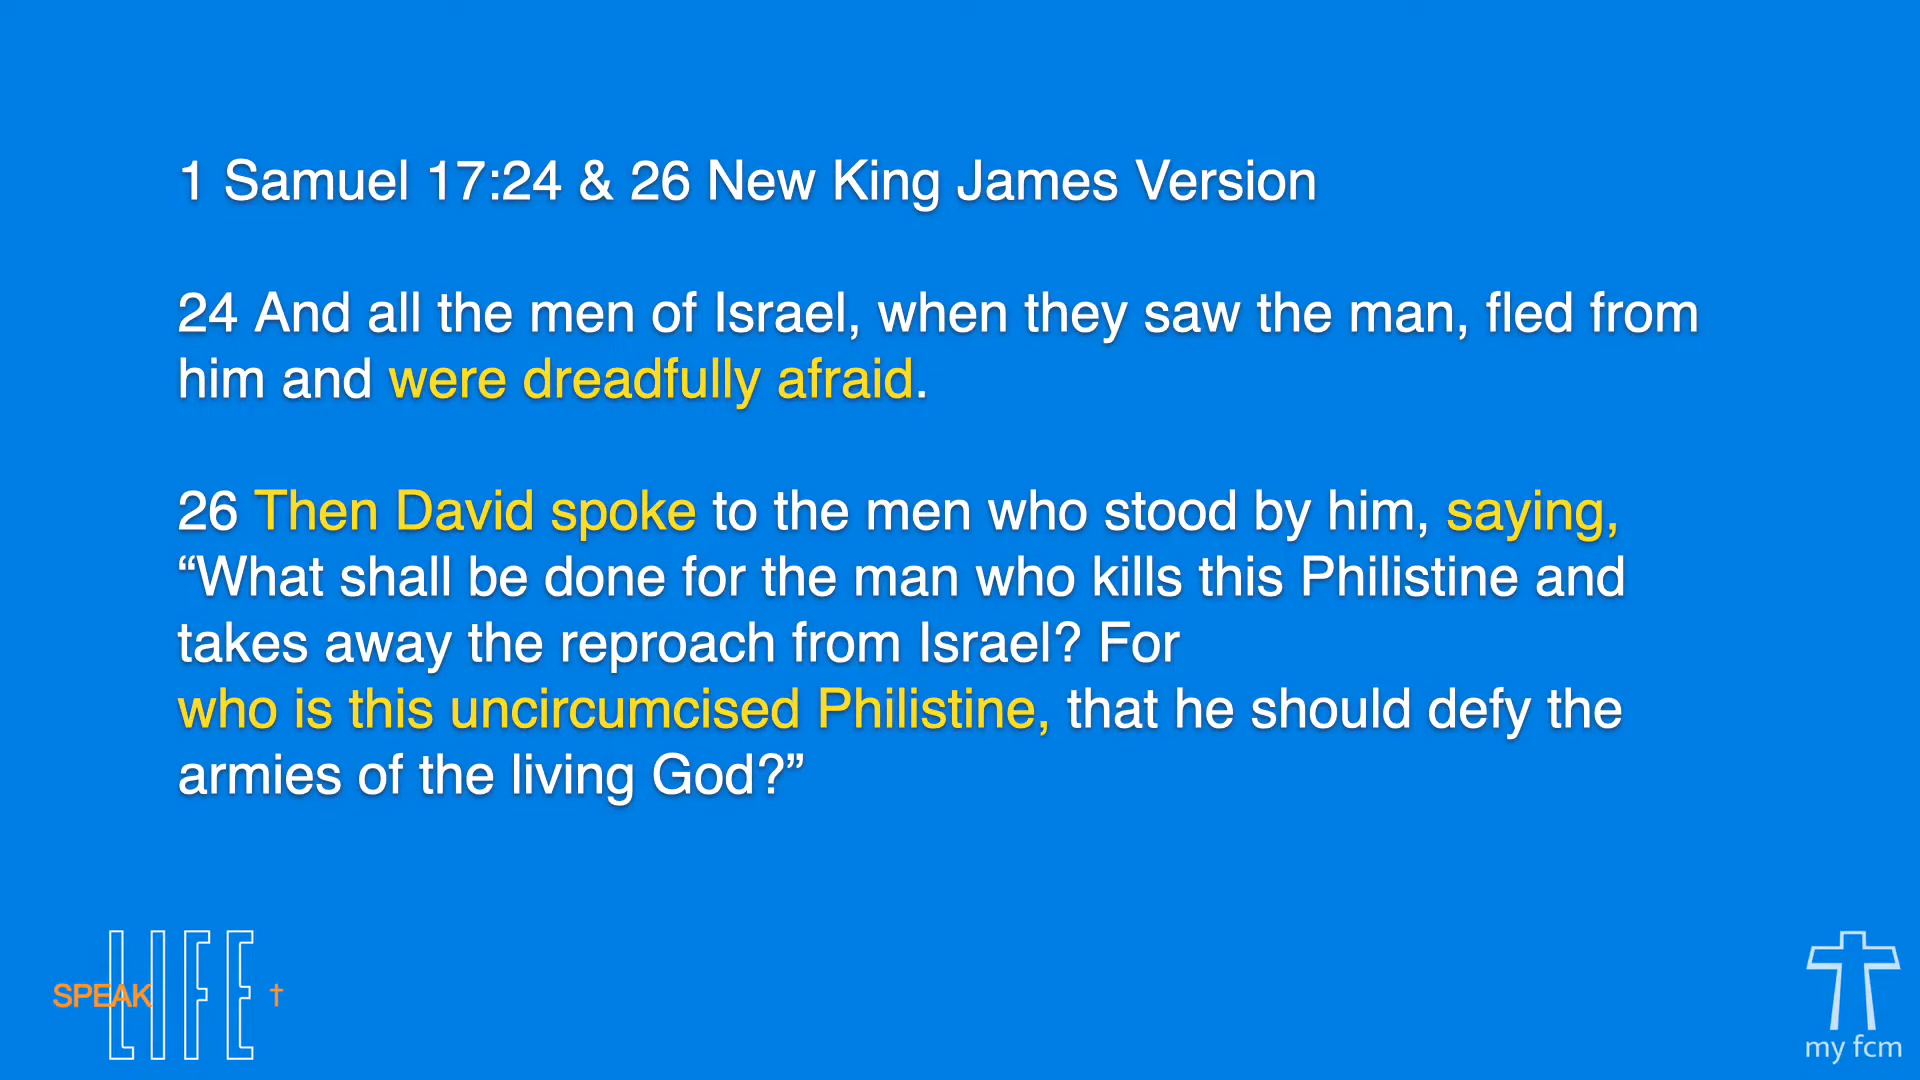 1 Samuel 17:24 & 26 New King James Version
24 And all the men of Israel, when they saw the man, fled from
him and were dreadfully afraid.
26 Then David spoke to the men who stood by him, saying,
“What shall be done for the man who kills this Philistine and
takes away the reproach from Israel? For
who is this uncircumcised Philistine, that he should defy the
armies of the living God?”
SPEAK LIFE
my fcm